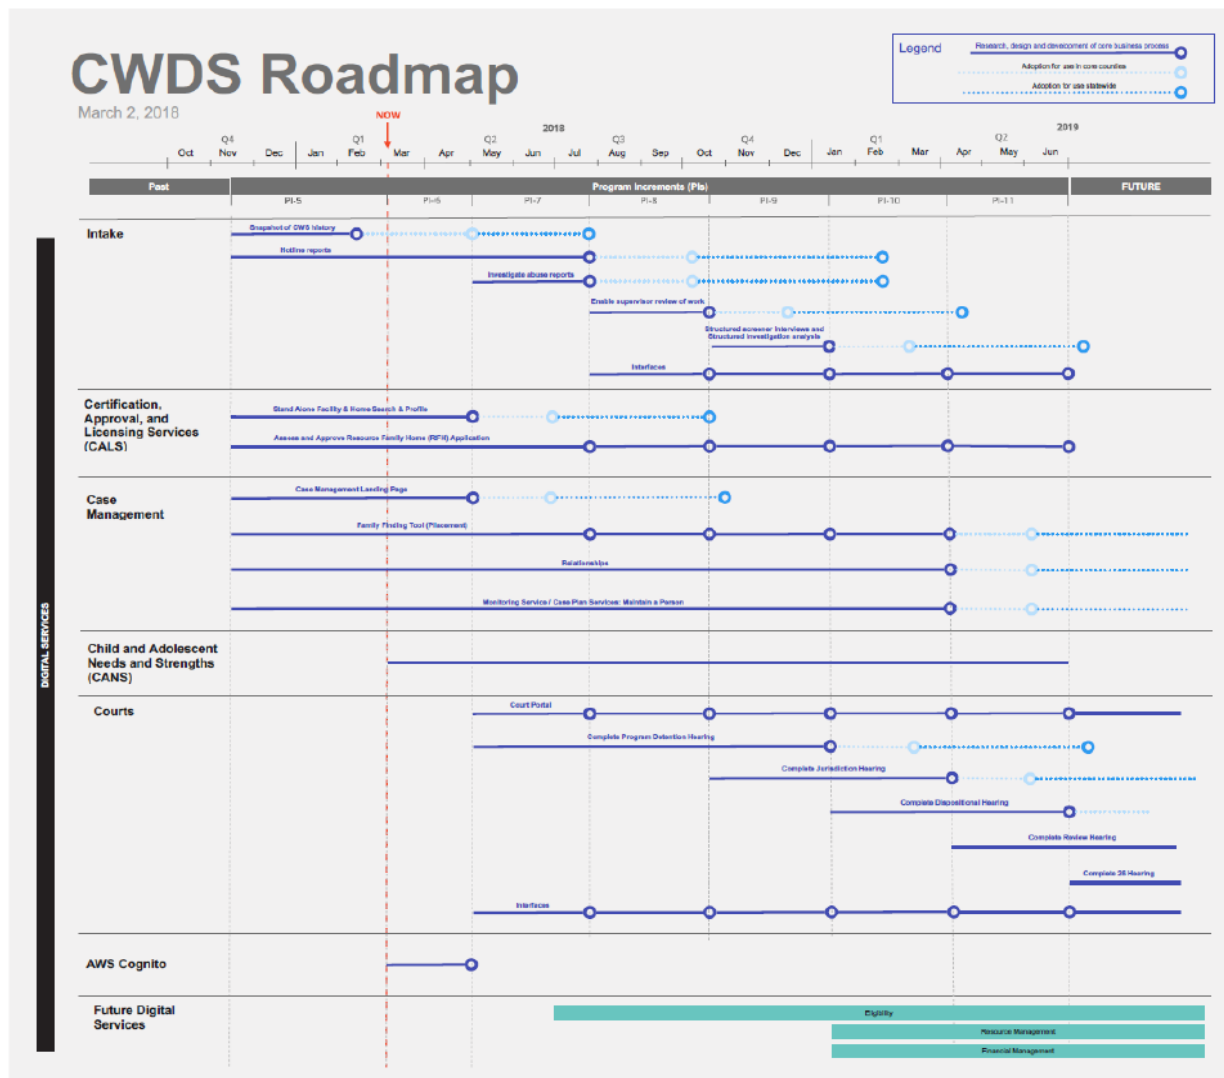 CWDS Roadmap
March 2, 2018
Legend
Research, design and development of core business process
Adoption for use in core counties
Adoption for use statewide
NOW
2018
2019
Q4
Q1
Q2
Q3
Q4
Q1
Q2
Oct
Nov
Dec
Jan
Feb
Mar
Apr
May
Jun
Jul
Aug
Sep
Oct
Nov
Dec
Jan
Feb
Mar
Apr
May
Jun
Past
Program Increments (PIs)
FUTURE
PI-5
PI-6
PI-7
PI-8
PI-9
PI-10
PI-11
DIGITAL SERVICES
Intake
Snapshot of CWS history
Hotline reports
Investigate abuse reports
Enable supervisor review of work
Structured screener interviews and
Structured investigation analysis
Interfaces
Certification,
Approval, and
Licensing Services
(CALS)
Stand Alone Facility & Home Search & Profile
Assess and Approve Resource Family Home (RFH) Application
Case
Management
Case Management Landing Page
Family Finding Tool (Placement)
Relationships
Monitoring Service / Case Plan Services: Maintain a Person
Child and Adolescent
Needs and Strengths
(CANS)
Courts
Court Portal
Complete Program Detention Hearing
Complete Jurisdiction Hearing
Complete Dispositional Hearing
Complete Review Hearing
Complete 26 Hearing
Interfaces
AWS Cognito
Future Digital
Services
Eligibility
Resource Management
Financial Management